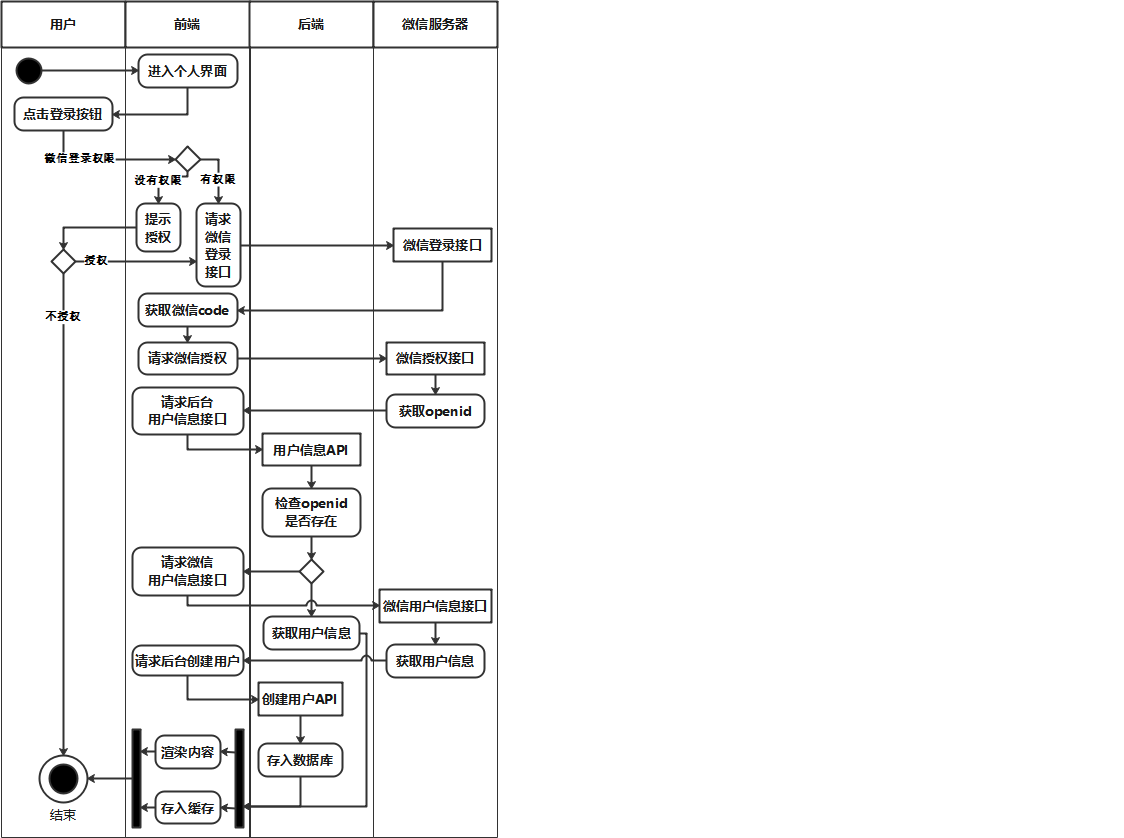 用户
前端
后端
微信服务器
进入个人界面
点击登录按钮
微信登录权限
没有权限
有权限
提示
授权
请求
微信
登录
接口
微信登录接口
授权
不授权
获取微信code
请求微信授权
微信授权接口
请求后台
用户信息接口
获取openid
用户信息API
检查openid
是否存在
请求微信
用户信息接口
微信用户信息接口
获取用户信息
请求后台创建用户
获取用户信息
创建用户API
渲染内容
存入数据库
存入缓存
结束